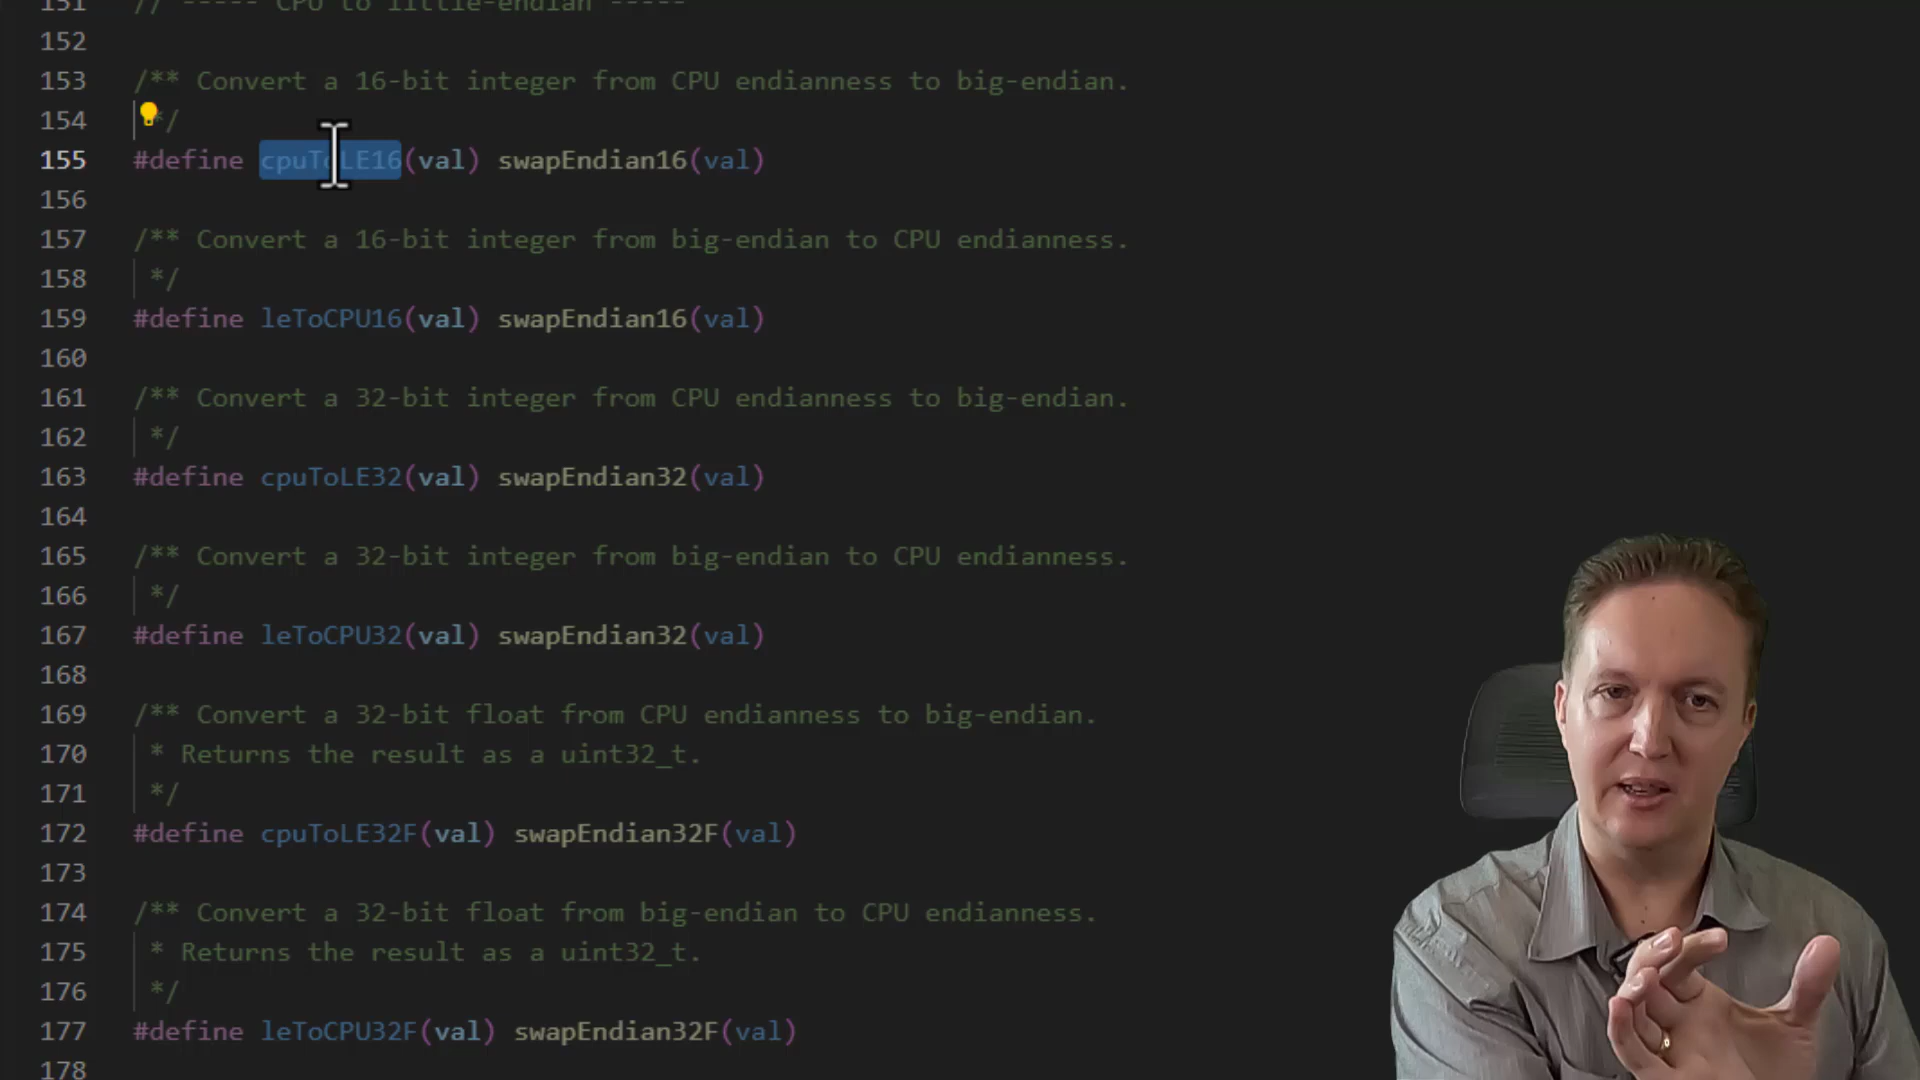 151 // ----- CPU to little-endian -----
152
153 /** Convert a 16-bit integer from CPU endianness to big-endian.
154 */
155 #define cpuToLE16(val) swapEndian16(val)
156
157 /** Convert a 16-bit integer from big-endian to CPU endianness.
158 */
159 #define leToCPU16(val) swapEndian16(val)
160
161 /** Convert a 32-bit integer from CPU endianness to big-endian.
162 */
163 #define cpuToLE32(val) swapEndian32(val)
164
165 /** Convert a 32-bit integer from big-endian to CPU endianness.
166 */
167 #define leToCPU32(val) swapEndian32(val)
168
169 /** Convert a 32-bit float from CPU endianness to big-endian.
170 * Returns the result as a uint32_t.
171 */
172 #define cpuToLE32F(val) swapEndian32F(val)
173
174 /** Convert a 32-bit float from big-endian to CPU endianness.
175 * Returns the result as a uint32_t.
176 */
177 #define leToCPU32F(val) swapEndian32F(val)
178